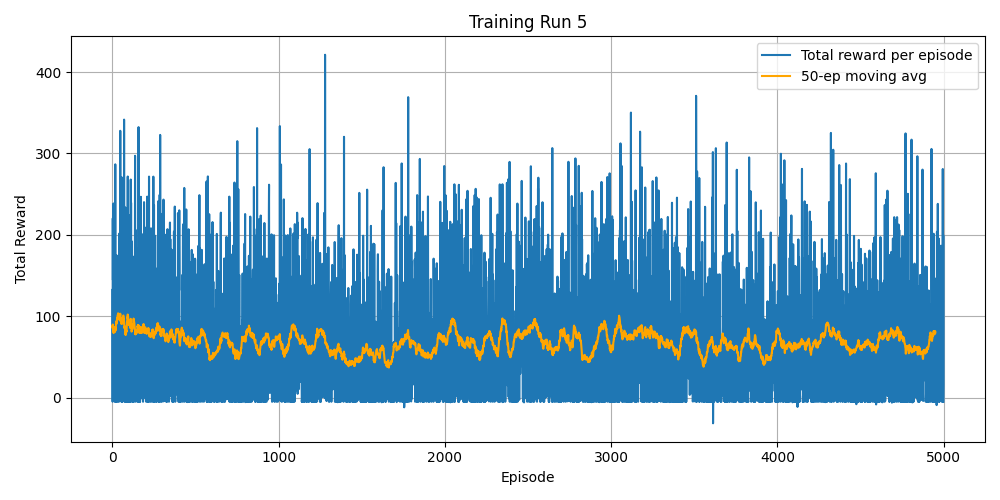 Training Run 5
Total reward per episode
50-ep moving avg
Total Reward
400
300
200
100
0
0 1000 2000 3000 4000 5000
Episode